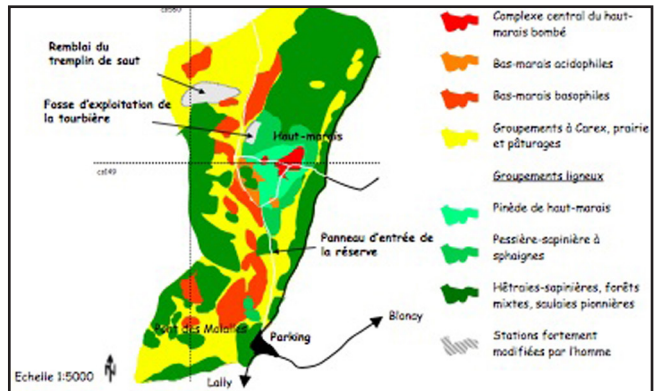 Remblai du
tremplin de saut
Fosse d'exploitation de
la tourbière
Haut-marais
Panneau d'entrée de
la réserve
Parking
Blonay
Lally
Echelle 1:5000
N
Complexe central du haut-
marais bombé
Bas-marais acidophiles
Bas-marais basophiles
Groupements à Carex, prairie
et pâturages
Groupements ligneux
Pinède de haut-marais
Pessière-sapinière à
sphaignes
Hêtraies-sapinières, forêts
mixtes, saulaies pionnières
Stations fortement
modifiées par l'homme